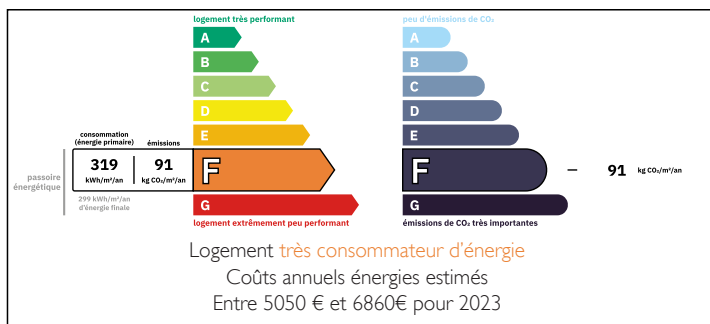 logement très performant
A
B
C
D
E
consommation
(énergie primaire)
émissions
319
kWh/m²/an
91
kg CO₂/m²/an
F
passoire
énergétique
299 kWh/m²/an
d'énergie finale
G
logement extrêmement peu performant
peu d'émissions de CO₂
A
B
C
D
E
F
91 kg CO₂/m²/an
G
émissions de CO₂ très importantes
Logement très consommateur d'énergie
Coûts annuels énergies estimés
Entre 5050 € et 6860€ pour 2023